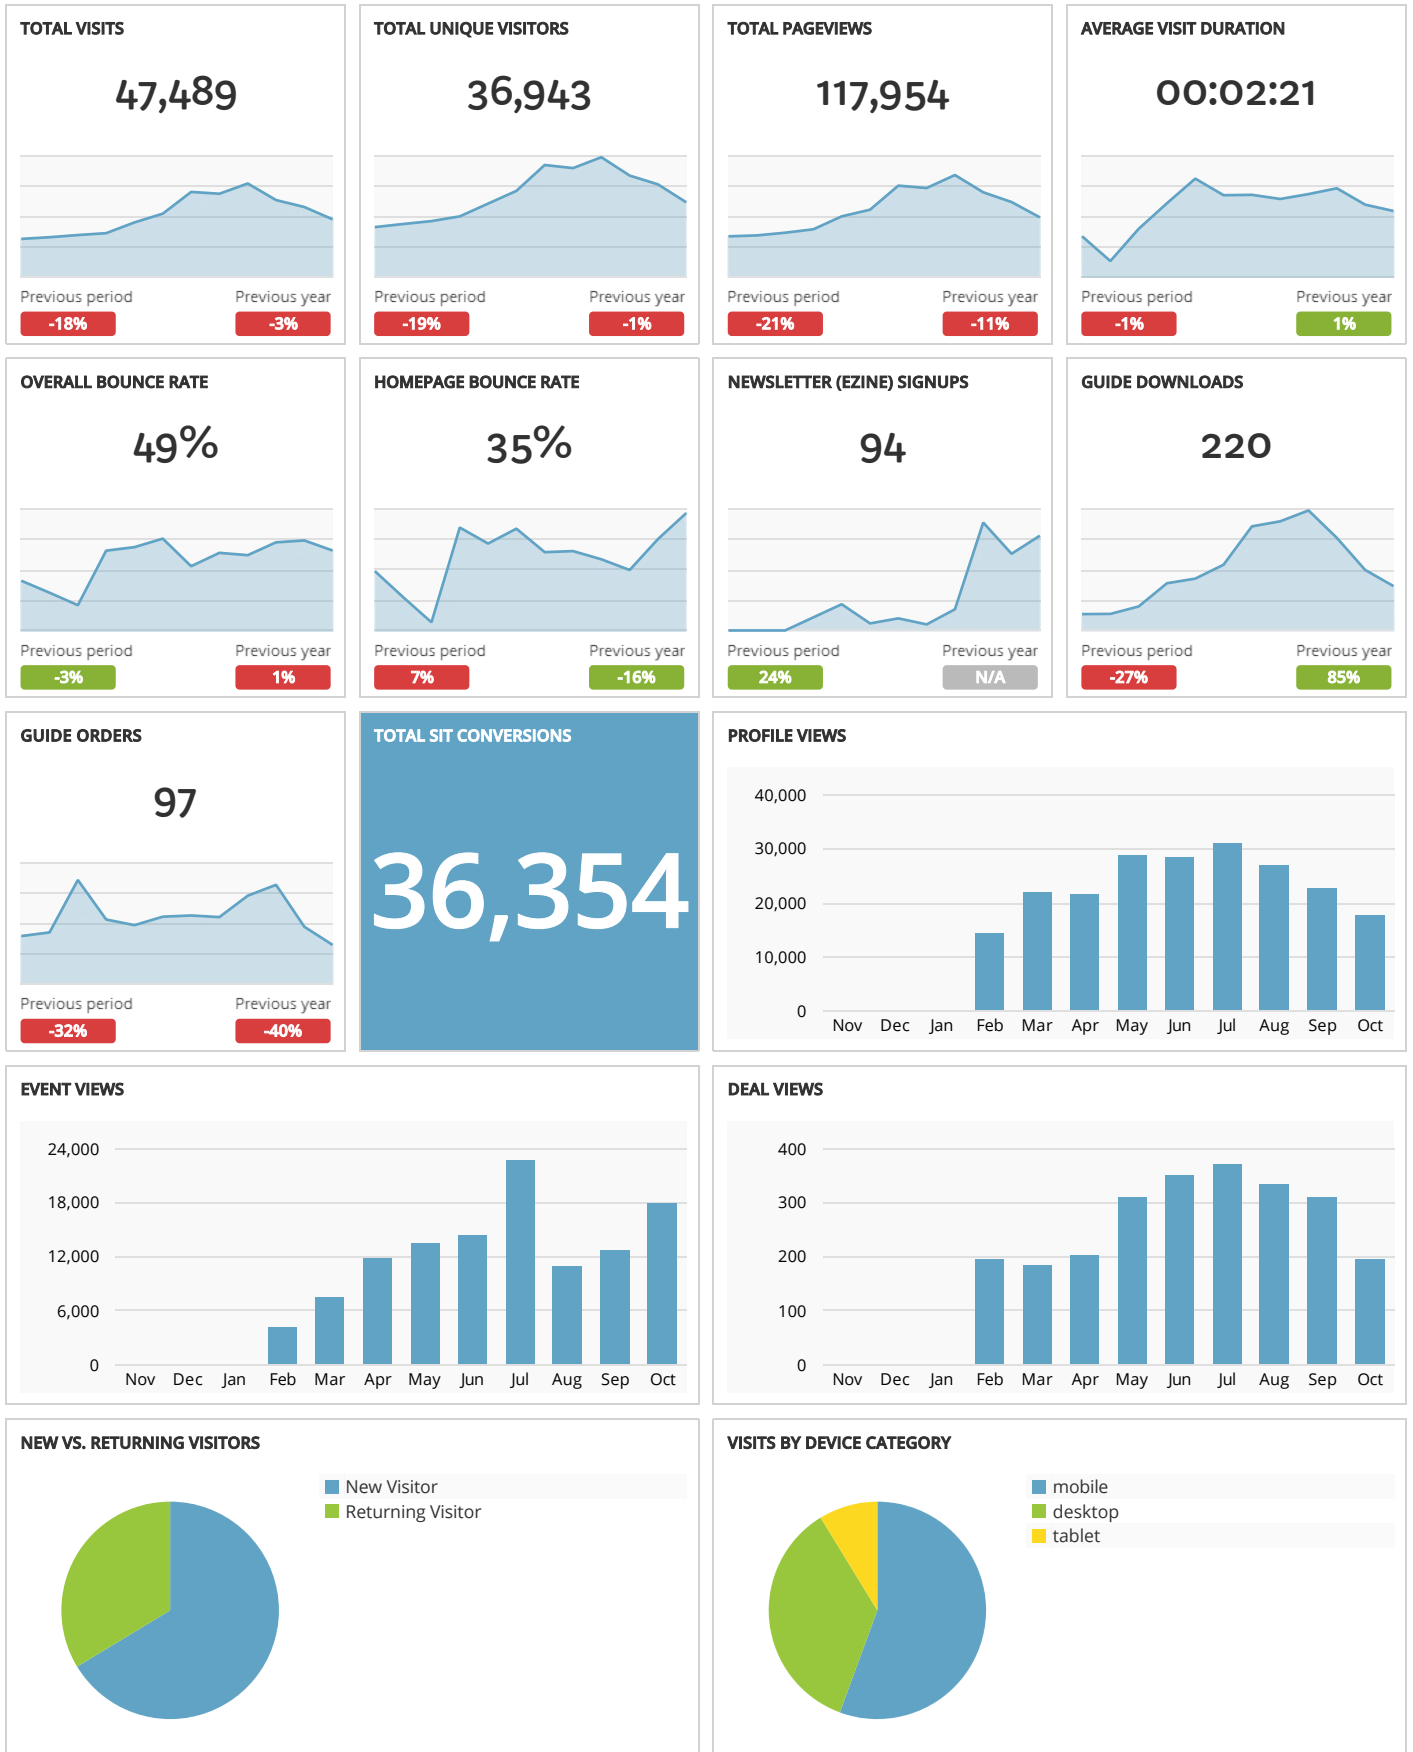 TOTAL VISITS
47,489
Previous period
Previous year
-18%
-3%
TOTAL UNIQUE VISITORS
36,943
Previous period
Previous year
-19%
-1%
TOTAL PAGEVIEWS
117,954
Previous period
Previous year
-21%
-11%
AVERAGE VISIT DURATION
00:02:21
Previous period
Previous year
-1%
1%
OVERALL BOUNCE RATE
49%
Previous period
Previous year
-3%
1%
HOMEPAGE BOUNCE RATE
35%
Previous period
Previous year
7%
-16%
NEWSLETTER (EZINE) SIGNUPS
94
Previous period
Previous year
24%
N/A
GUIDE DOWNLOADS
220
Previous period
Previous year
-27%
85%
GUIDE ORDERS
97
Previous period
Previous year
-32%
-40%
TOTAL SIT CONVERSIONS
36,354
PROFILE VIEWS
40,000
30,000
20,000
10,000
0
Nov Dec Jan Feb Mar Apr May Jun Jul Aug Sep Oct
EVENT VIEWS
24,000
18,000
12,000
6,000
0
Nov Dec Jan Feb Mar Apr May Jun Jul Aug Sep Oct
DEAL VIEWS
400
300
200
100
0
Nov Dec Jan Feb Mar Apr May Jun Jul Aug Sep Oct
NEW VS. RETURNING VISITORS
New Visitor
Returning Visitor
VISITS BY DEVICE CATEGORY
mobile
desktop
tablet